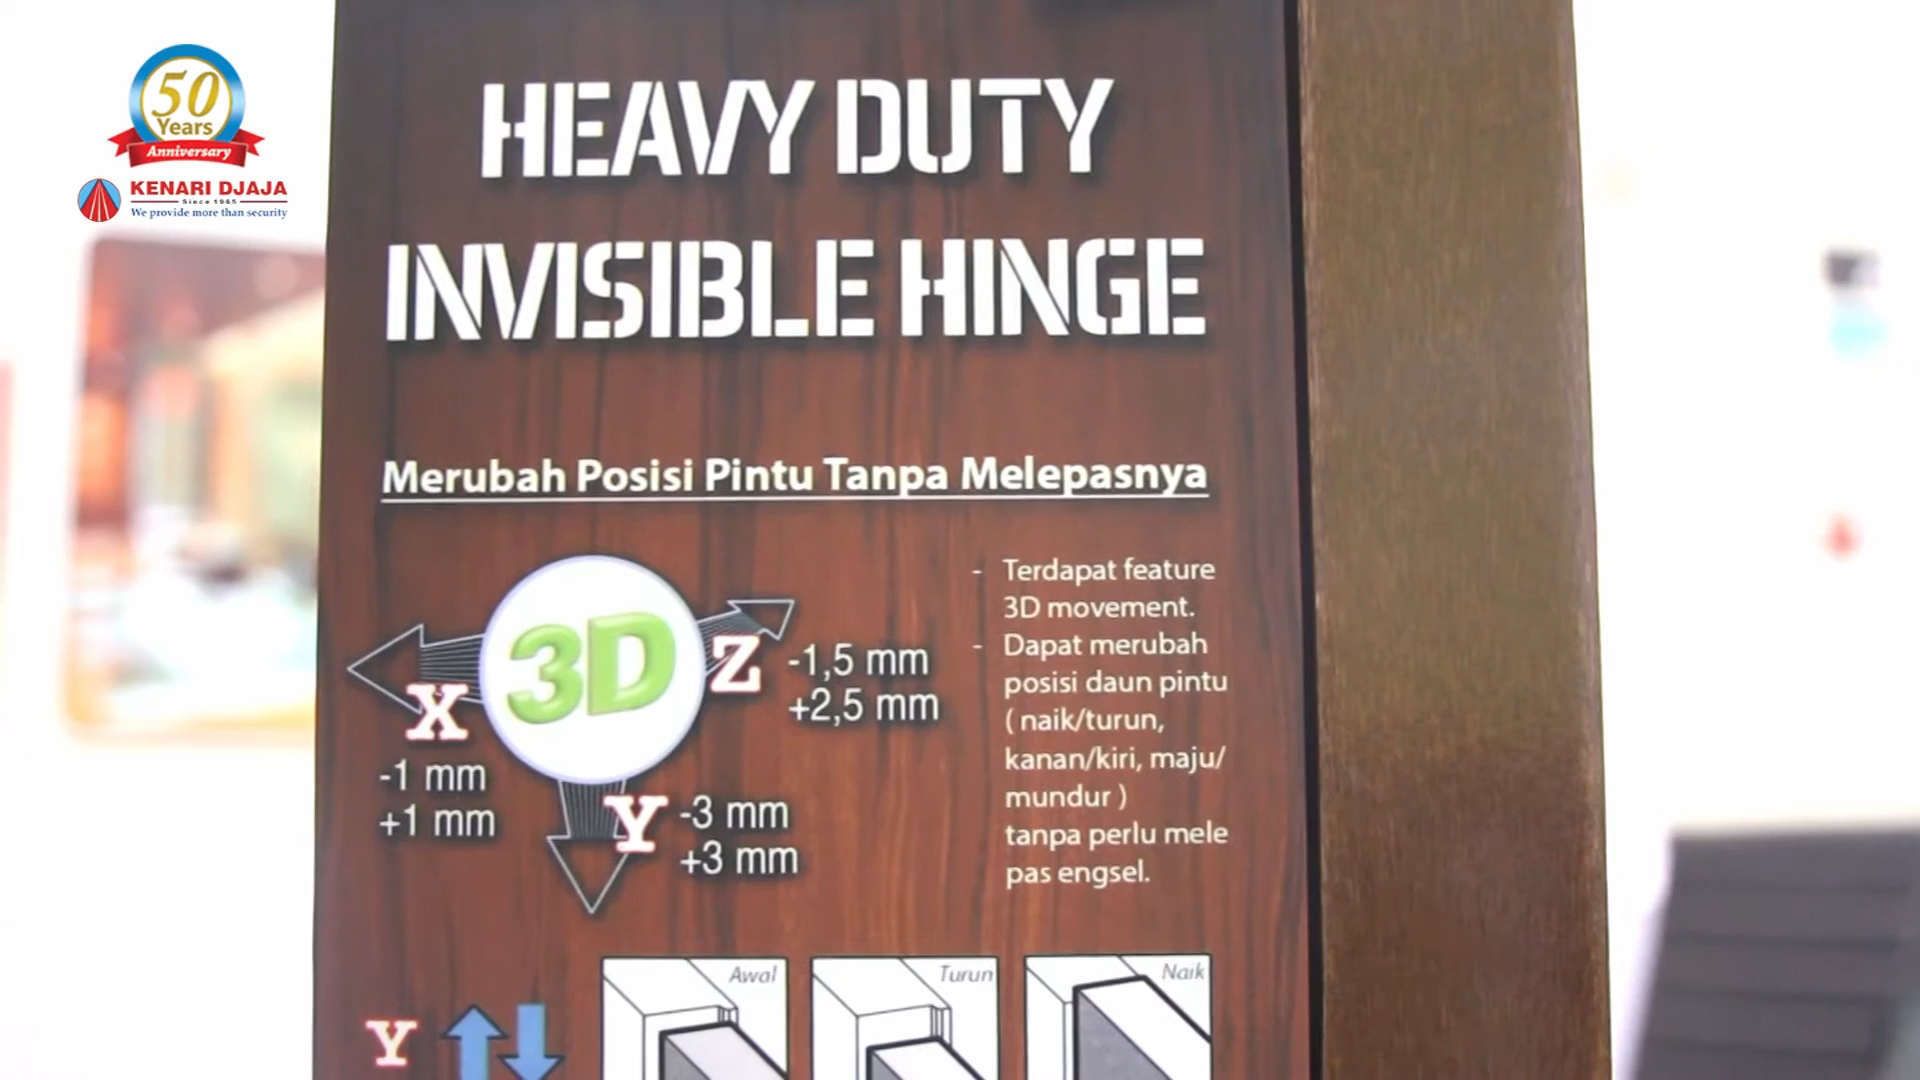 50
Years
Anniversary
KENARI DJAJA
Since 1965
We provide more than security
HEAVY DUTY
INVISIBLE HINGE
Merubah Posisi Pintu Tanpa Melepasnya
3D
X
-1 mm
+1 mm
Y
-3 mm
+3 mm
Z
-1,5 mm
+2,5 mm
- Terdapat feature
3D movement.
- Dapat merubah
posisi daun pintu
( naik/turun,
kanan/kiri, maju/
mundur )
tanpa perlu mele
pas engsel.
Y
Awal
Turun
Naik